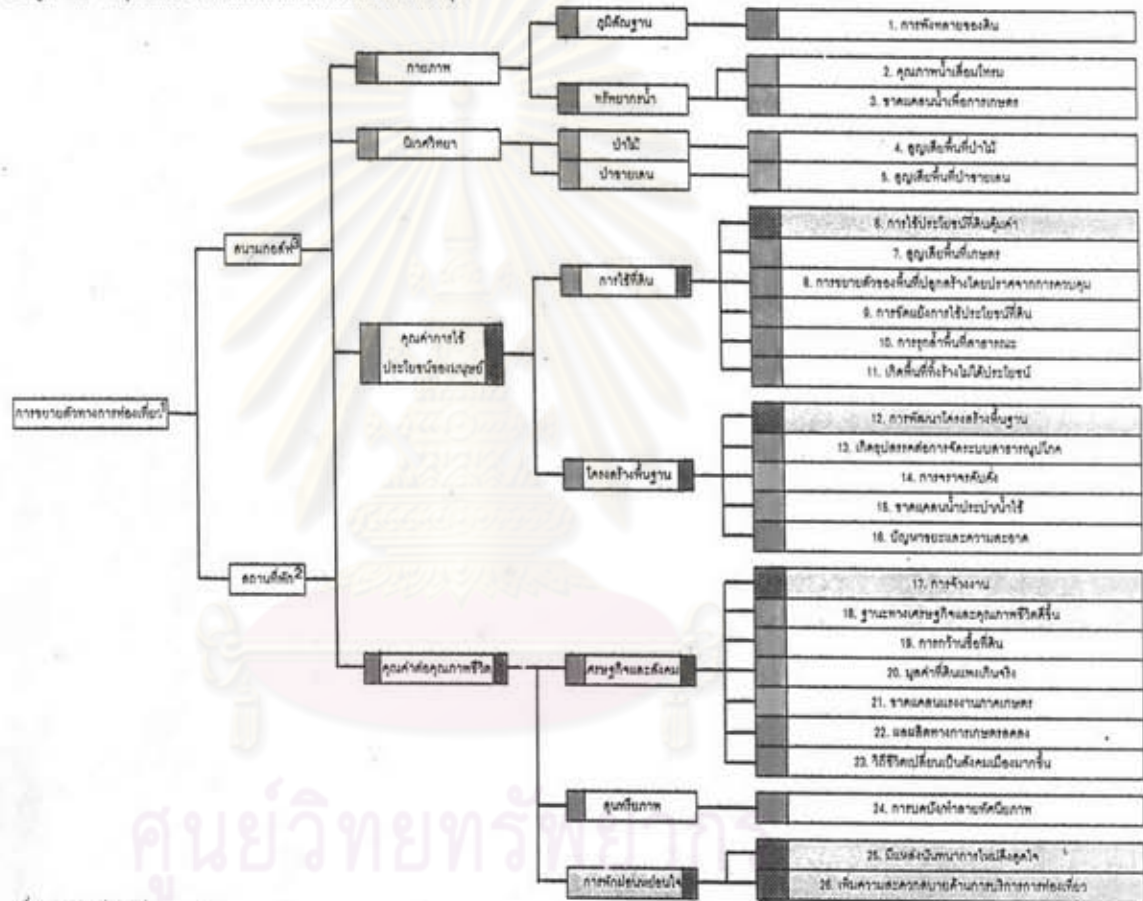 ภูมิสัณฐาน
1. การพังทลายของดิน
กายภาพ
2. คุณภาพน้ำเสื่อมโทรม
ทรัพยากรน้ำ
3. ขาดแคลนน้ำเพื่อการเกษตร
นิเวศวิทยา
ป่าไม้
4. สูญเสียพื้นที่ป่าไม้
ป่าชายเลน
5. สูญเสียพื้นที่ป่าชายเลน
6. การใช้ประโยชน์ที่ดินคุ้มค่า
สนามกอล์ฟ3
7. สูญเสียพื้นที่เกษตร
การใช้ที่ดิน
8. การขยายตัวของพื้นที่ปลูกสร้างโดยปราศจากการควบคุม
9. การขัดแย้งการใช้ประโยชน์ที่ดิน
คุณค่าการใช้
ประโยชน์ของมนุษย์
10. การรุกล้ำพื้นที่สาธารณะ
11. เกิดพื้นที่ทิ้งร้างไม่ได้ประโยชน์
การขยายตัวทางการท่องเที่ยว1
12. การพัฒนาโครงสร้างพื้นฐาน
13. เกิดอุปสรรคต่อการจัดระบบสาธารณูปโภค
โครงสร้างพื้นฐาน
14. การจราจรคับคั่ง
15. ขาดแคลนน้ำประปาน้ำใช้
16. ปัญหาขยะและความสะอาด
สถานที่พัก2
17. การจ้างงาน
18. ฐานะทางเศรษฐกิจและคุณภาพชีวิตดีขึ้น
19. การกว้านซื้อที่ดิน
คุณค่าต่อคุณภาพชีวิต
เศรษฐกิจและสังคม
20. มูลค่าที่ดินแพงเกินจริง
21. ขาดแคลนแรงงานภาคเกษตร
22. ผลผลิตทางการเกษตรลดลง
23. วิถีชีวิตเปลี่ยนเป็นสังคมเมืองมากขึ้น
สุนทรียภาพ
24. การบดบังทำลายทัศนียภาพ
25. มีแหล่งนันทนาการใหม่ดึงดูดใจ
การพักผ่อนหย่อนใจ
26. เพิ่มความสะดวกสบายด้านการบริการการท่องเที่ยว
ศูนย์วิทยทรัพยากร